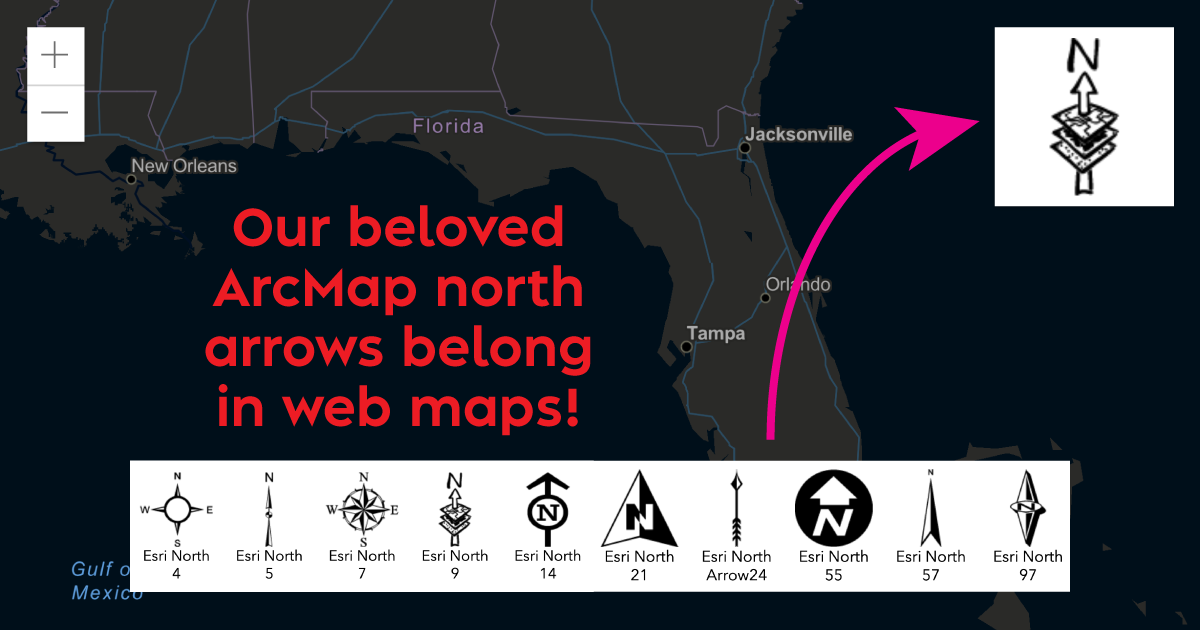 +
−
N
Florida
Jacksonville
New Orleans
Our beloved
ArcMap north
arrows belong
in web maps!
Orlando
Tampa
N
W E
S
Esri North
4
N
Esri North
5
N
W E
S
Esri North
7
N
Esri North
9
N
Esri North
14
N
Esri North
21
Esri North
Arrow24
N
Esri North
55
N
Esri North
57
N
Esri North
97
Gulf o
Mexico